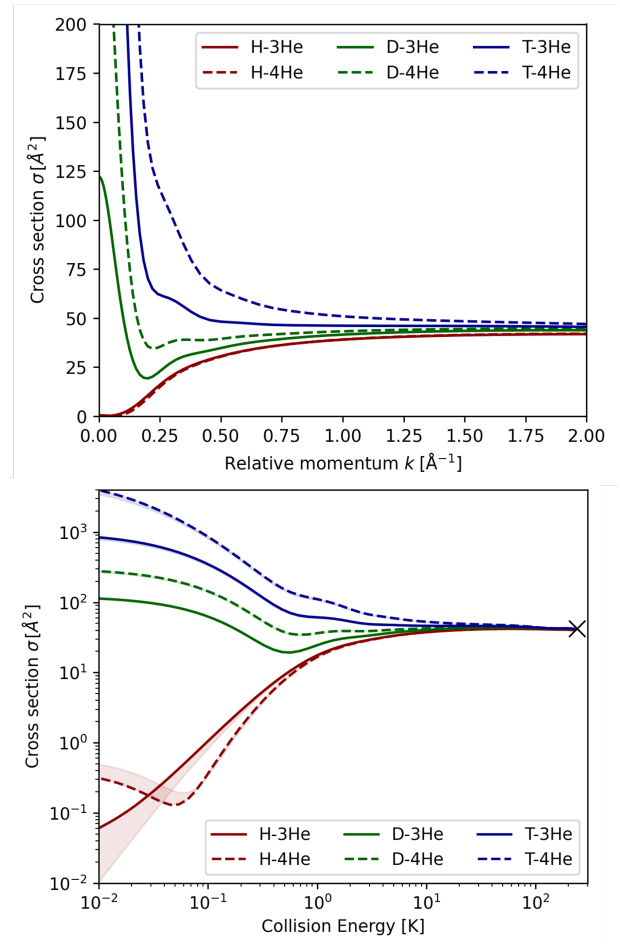 200
175
150
125
100
75
50
25
0
Cross section σ[Å²]
H-3He D-3He T-3He
H-4He D-4He T-4He
0.00 0.25 0.50 0.75 1.00 1.25 1.50 1.75 2.00
Relative momentum k [Å⁻¹]
10³
10²
10¹
10⁰
10⁻¹
10⁻²
Cross section σ[Å²]
H-3He D-3He T-3He
H-4He D-4He T-4He
10⁻² 10⁻¹ 10⁰ 10¹ 10²
Collision Energy [K]